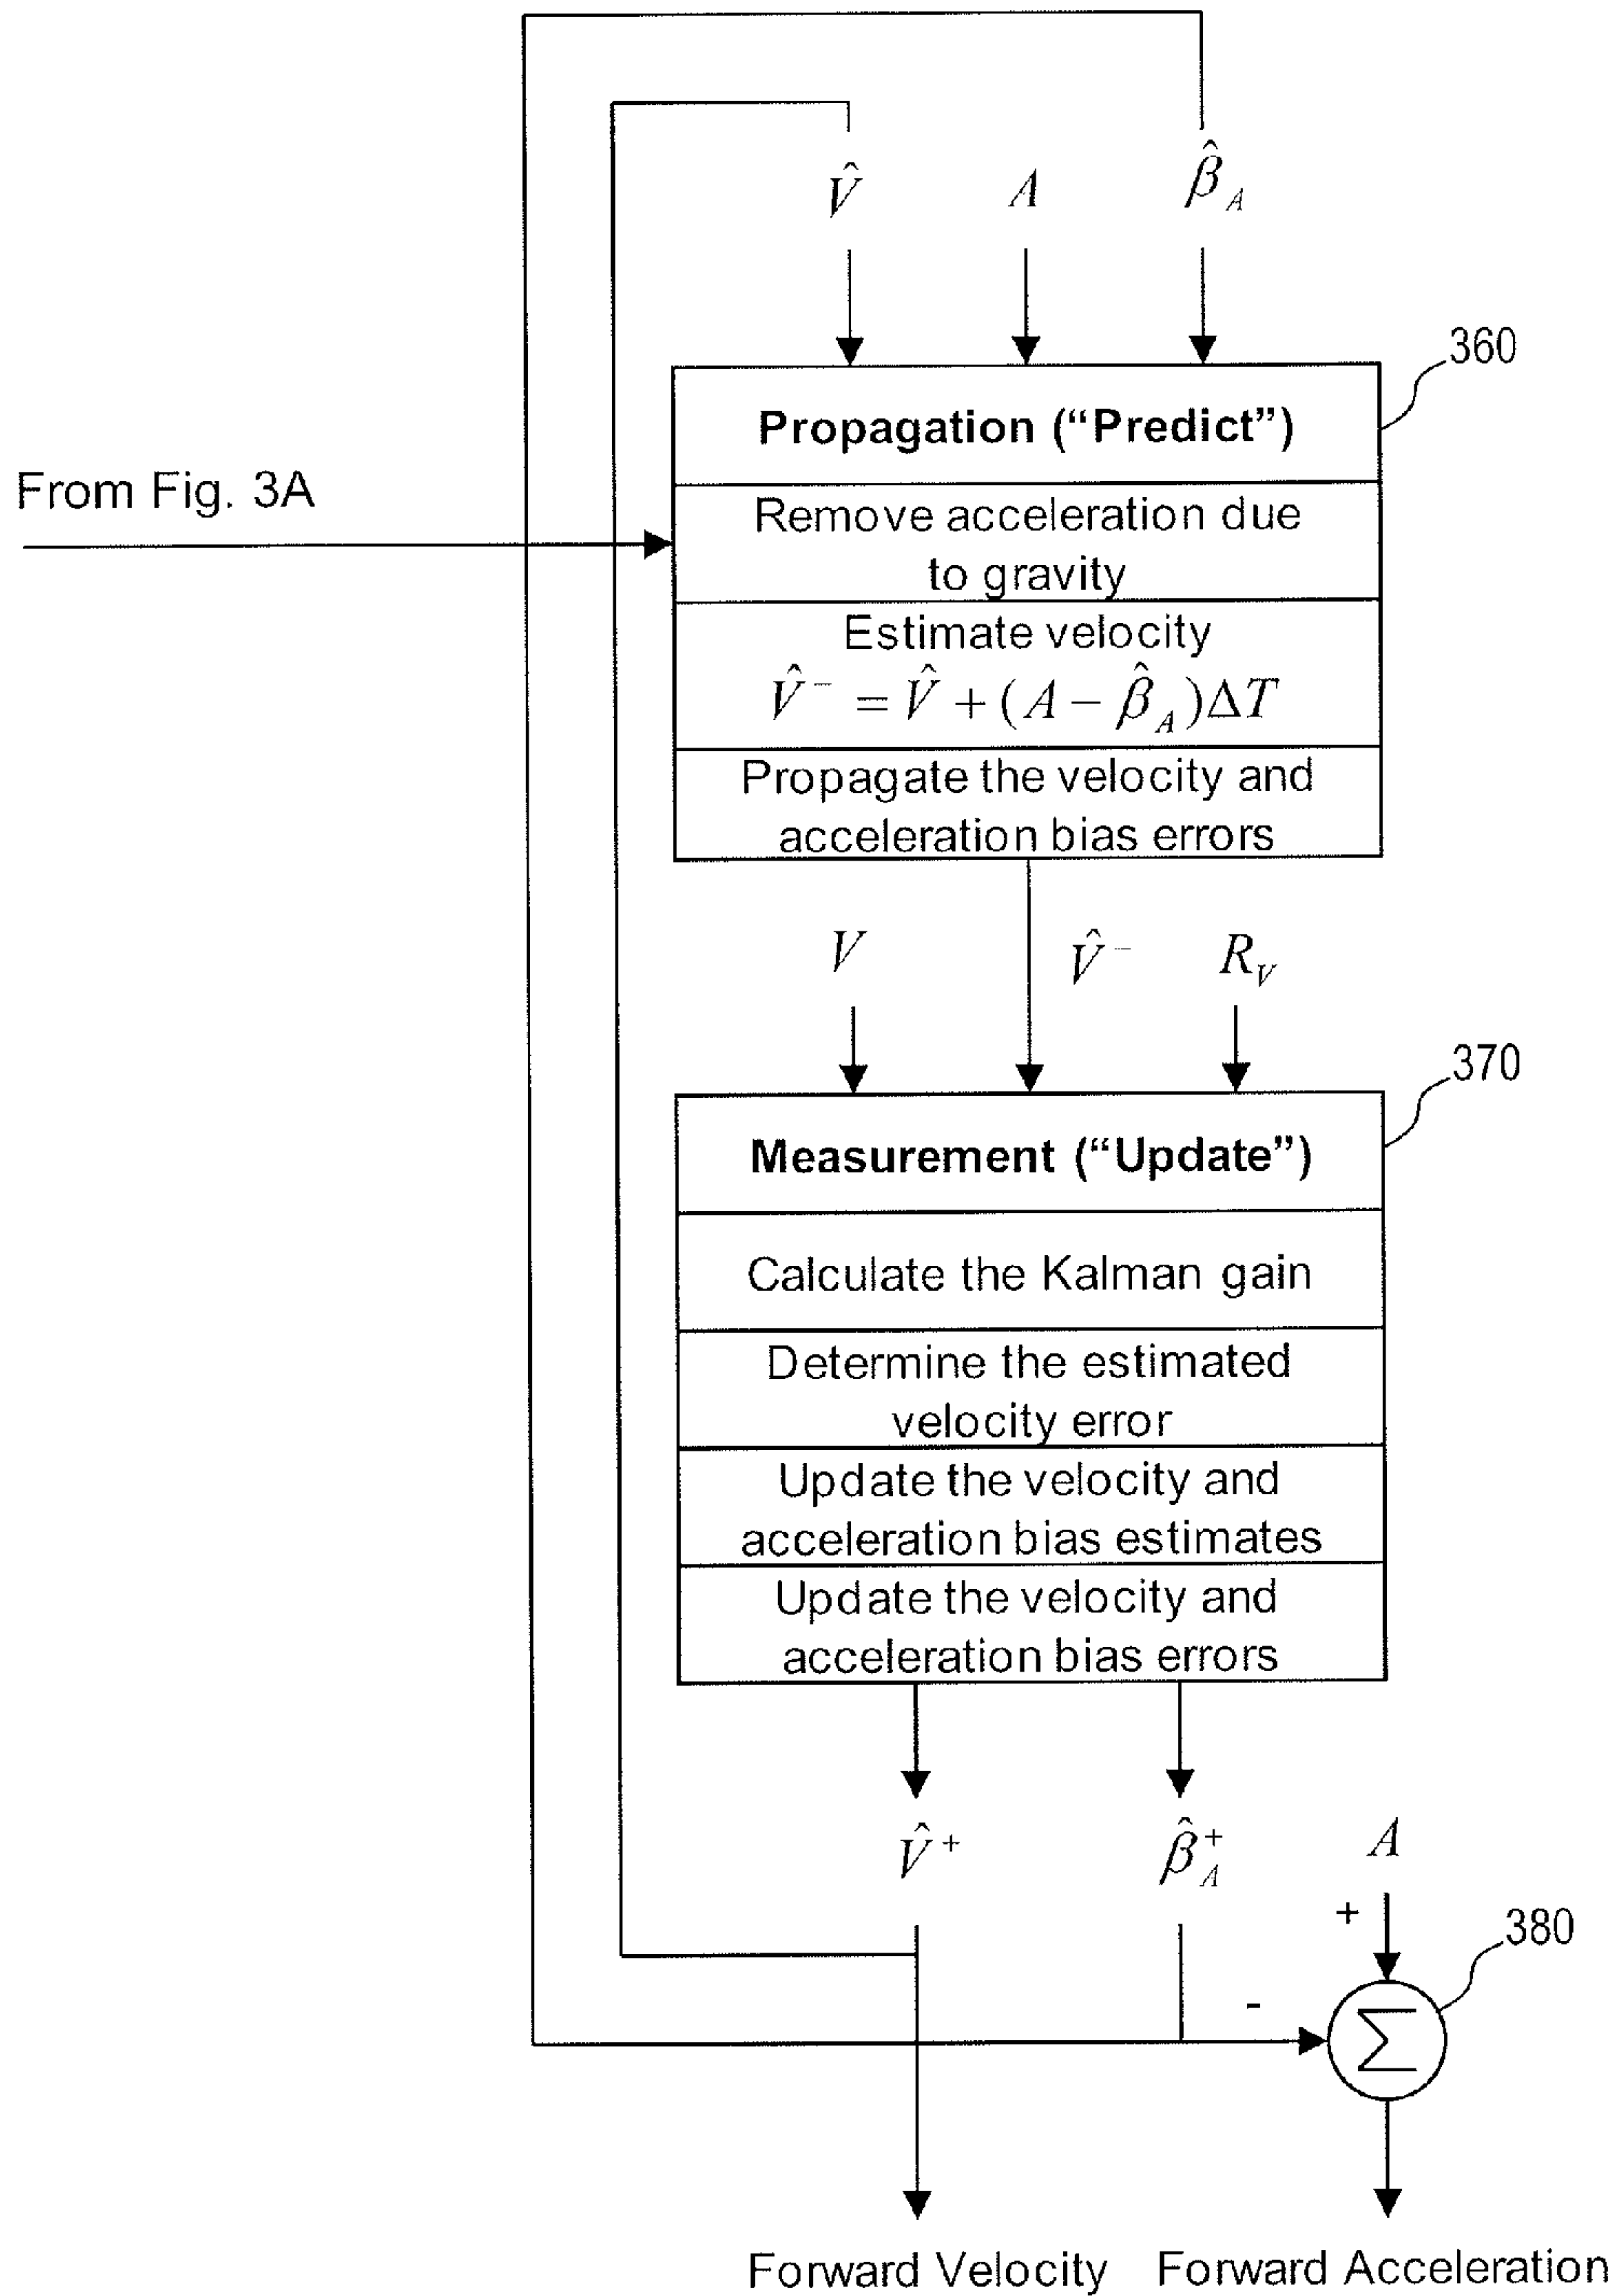 V̂ A β̂_A
360
Propagation (“Predict”)
From Fig. 3A
Remove acceleration due
to gravity
Estimate velocity
V̂⁻ = V̂ + (A − β̂_A)ΔT
Propagate the velocity and
acceleration bias errors
V V̂⁻ R_V
370
Measurement (“Update”)
Calculate the Kalman gain
Determine the estimated
velocity error
Update the velocity and
acceleration bias estimates
Update the velocity and
acceleration bias errors
V̂⁺ β̂_A⁺ A
+
380
-
Σ
Forward Velocity Forward Acceleration